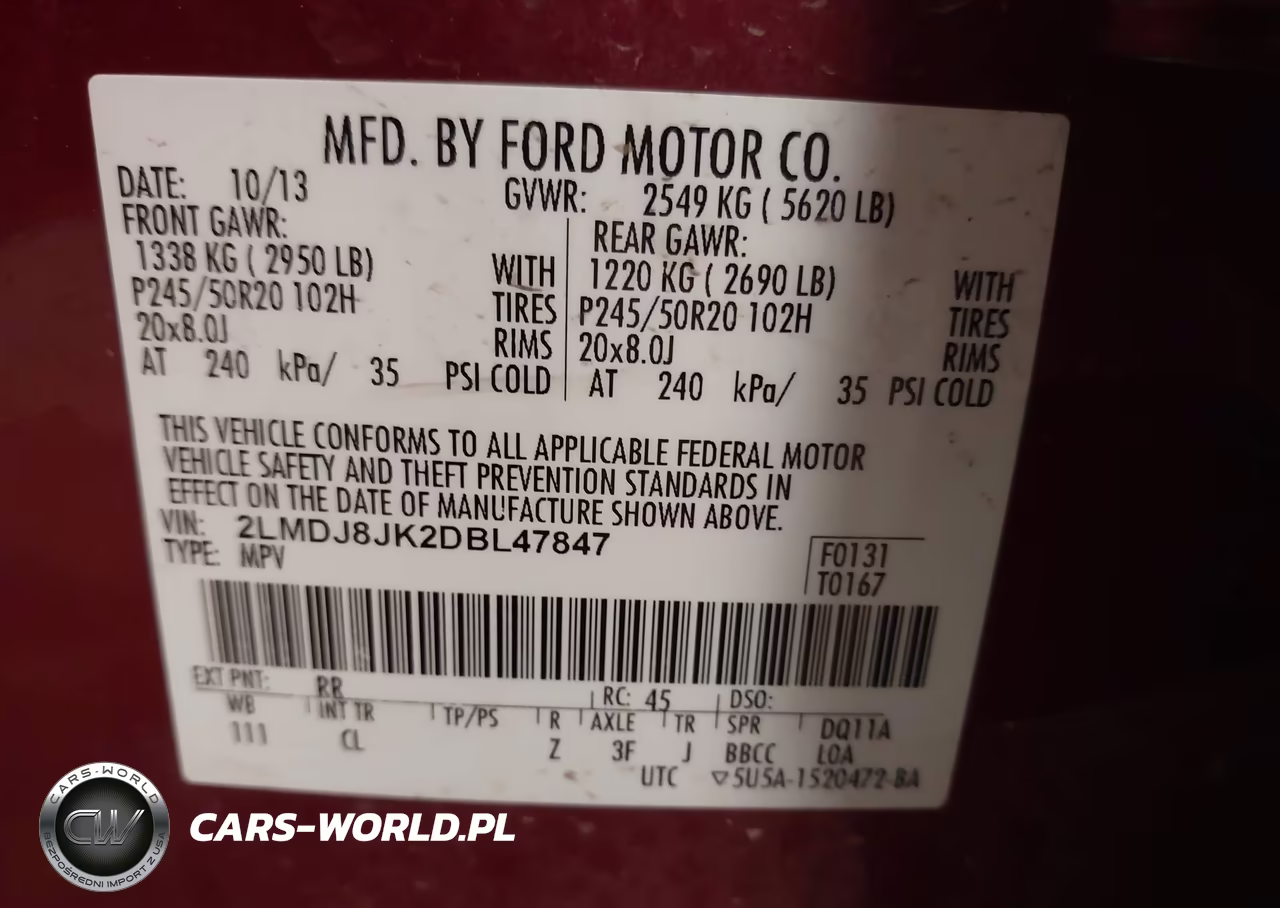 MFD. BY FORD MOTOR CO.
DATE: 10/13 GVWR: 2549 KG ( 5620 LB)
FRONT GAWR: REAR GAWR:
1338 KG ( 2950 LB) WITH 1220 KG ( 2690 LB) WITH
P245/50R20 102H TIRES P245/50R20 102H TIRES
20x8.0J RIMS 20x8.0J RIMS
AT 240 kPa/ 35 PSI COLD AT 240 kPa/ 35 PSI COLD
THIS VEHICLE CONFORMS TO ALL APPLICABLE FEDERAL MOTOR
VEHICLE SAFETY AND THEFT PREVENTION STANDARDS IN
EFFECT ON THE DATE OF MANUFACTURE SHOWN ABOVE.
VIN: 2LMDJ8JK2DBL47847
TYPE: MPV
F0131
T0167
EXT PNT: RR RC: 45 DSO:
WB INT TR TP/PS R AXLE TR SPR DQ11A
111 CL Z 3F J BBCC LOA
UTC ▽5U5A-1520472-BA
CARS-WORLD
CW
BEZPOŚREDNI IMPORT Z USA
CARS-WORLD.PL